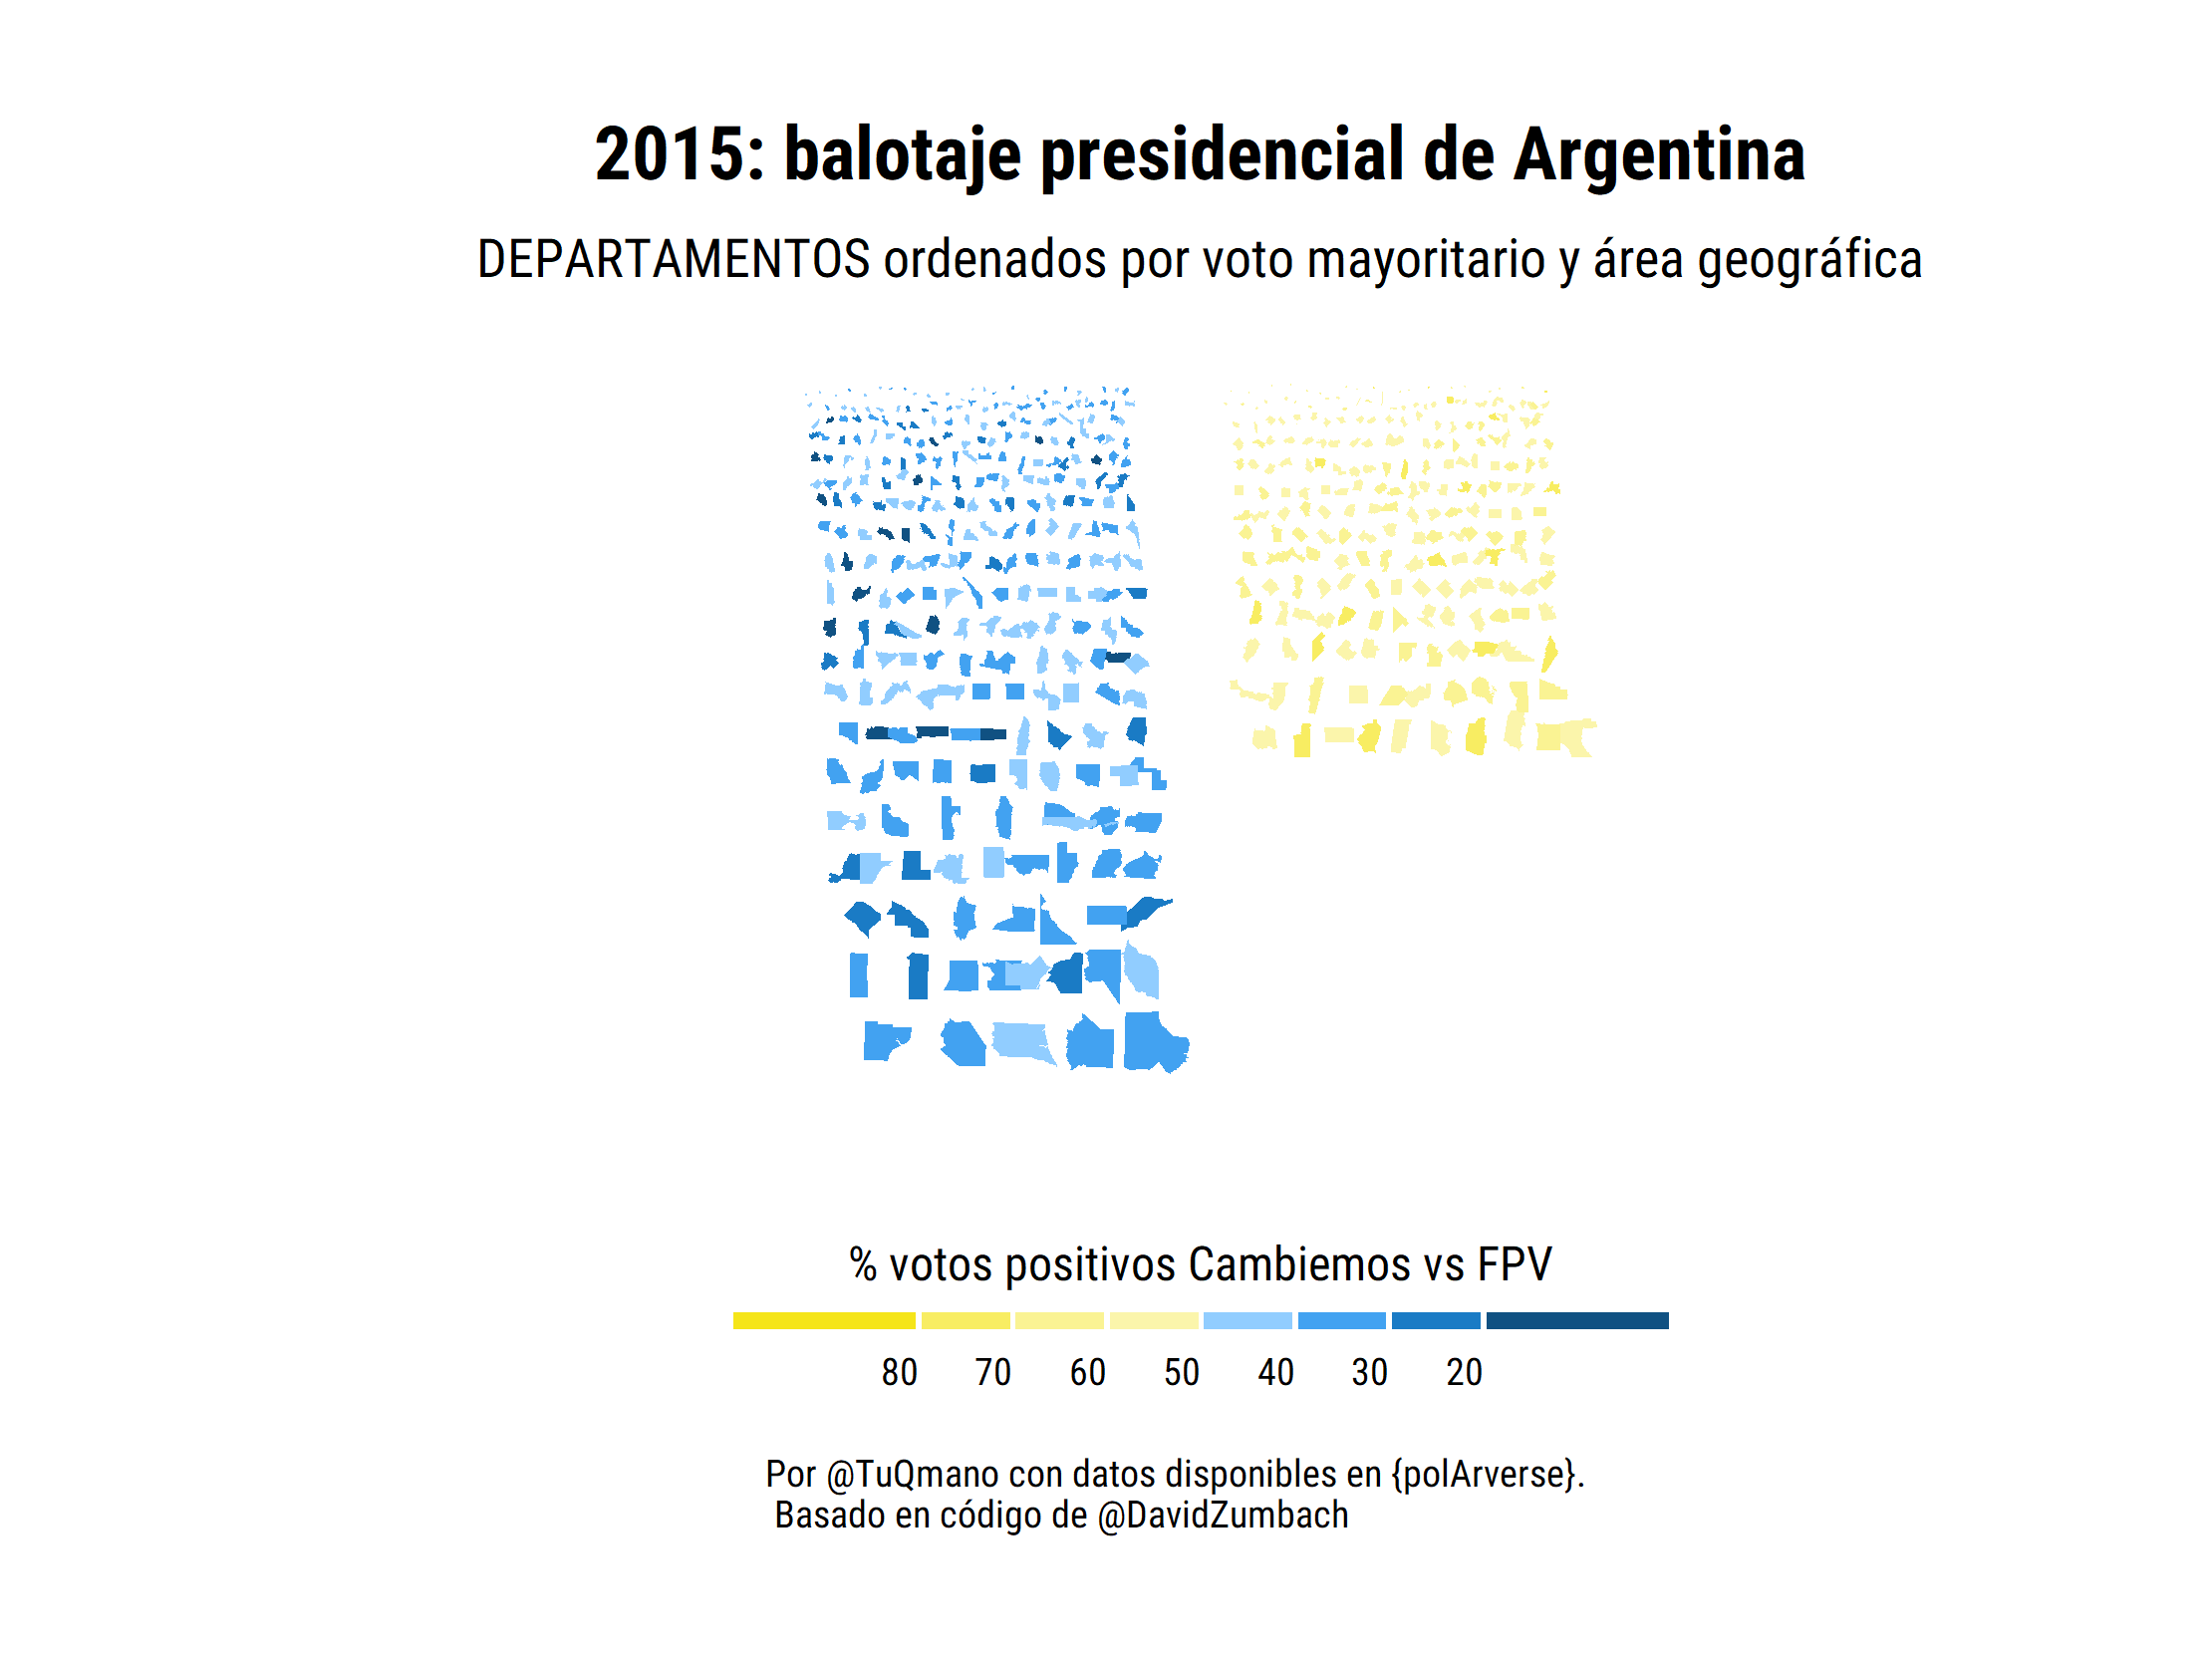 2015: balotaje presidencial de Argentina
DEPARTAMENTOS ordenados por voto mayoritario y área geográfica
% votos positivos Cambiemos vs FPV
80 70 60 50 40 30 20
Por @TuQmano con datos disponibles en {polArverse}.
Basado en código de @DavidZumbach